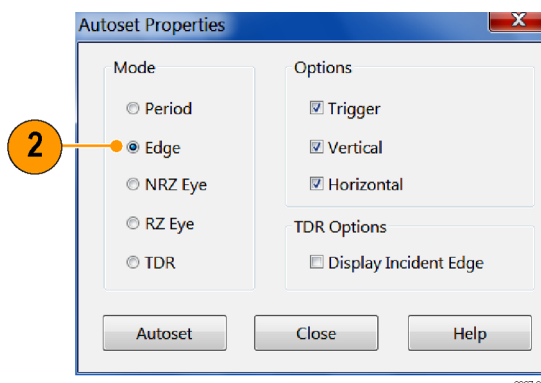 Autoset Properties
X
Mode
Options
Period
Trigger
2
Edge
Vertical
NRZ Eye
Horizontal
RZ Eye
TDR Options
TDR
Display Incident Edge
Autoset
Close
Help